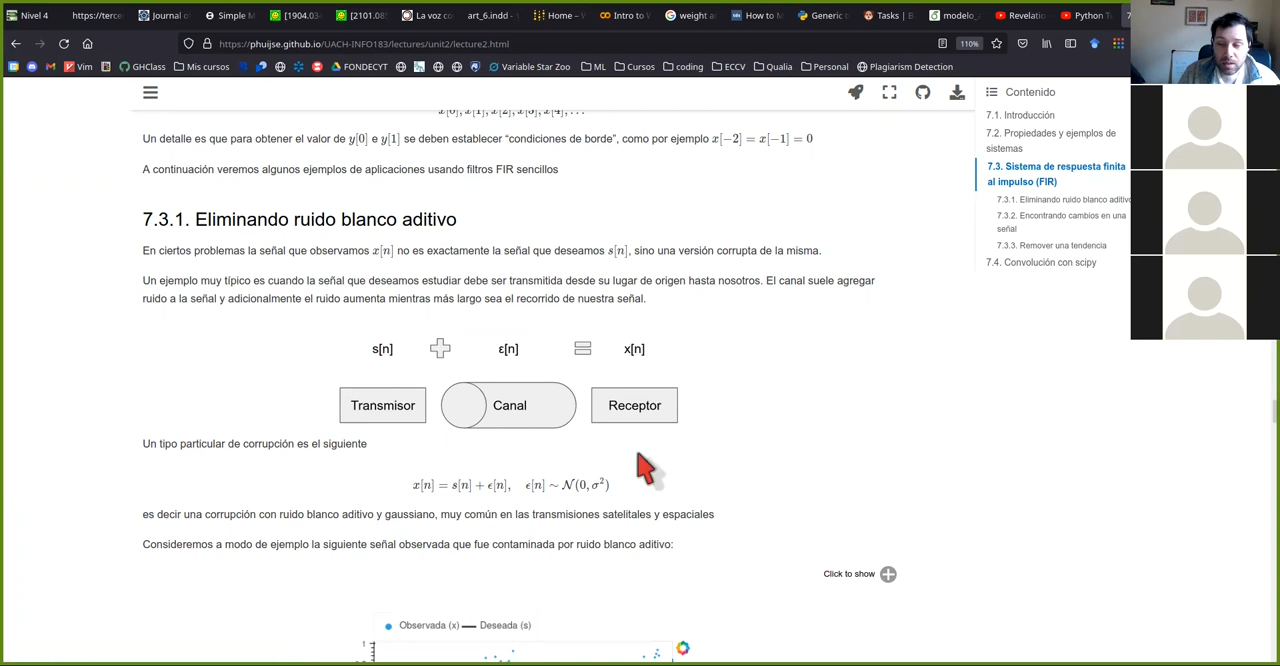 Nivel 4
https://terce
Journal o
Simple M
[1904.03
[2101.08
La voz co
art_6.indd -
Home –
Intro to
weight a
How to
Generic
Tasks | B
modelo_
Revelatio
Python T
7
https://phuijse.github.io/UACH-INFO183/lectures/unit2/lecture2.html
110%
Vim
GHClass
Mis cursos
FONDECYT
Variable Star Zoo
ML
Cursos
coding
ECCV
Qualia
Personal
Plagiarism Detection
x[0], x[1], x[2], x[3], x[4], . . .
Un detalle es que para obtener el valor de y[0] e y[1] se deben establecer “condiciones de borde”, como por ejemplo x[−2] = x[−1] = 0
A continuación veremos algunos ejemplos de aplicaciones usando filtros FIR sencillos
7.3.1. Eliminando ruido blanco aditivo
En ciertos problemas la señal que observamos x[n] no es exactamente la señal que deseamos s[n], sino una versión corrupta de la misma.
Un ejemplo muy típico es cuando la señal que deseamos estudiar debe ser transmitida desde su lugar de origen hasta nosotros. El canal suele agregar
ruido a la señal y adicionalmente el ruido aumenta mientras más largo sea el recorrido de nuestra señal.
s[n] ε[n] x[n]
Transmisor Canal Receptor
Un tipo particular de corrupción es el siguiente
x[n] = s[n] + ϵ[n], ϵ[n] ∼ 𝒩(0, σ²)
es decir una corrupción con ruido blanco aditivo y gaussiano, muy común en las transmisiones satelitales y espaciales
Consideremos a modo de ejemplo la siguiente señal observada que fue contaminada por ruido blanco aditivo:
Click to show
Observada (x) Deseada (s)
1
Contenido
7.1. Introducción
7.2. Propiedades y ejemplos de
sistemas
7.3. Sistema de respuesta finita
al impulso (FIR)
7.3.1. Eliminando ruido blanco aditivo
7.3.2. Encontrando cambios en una
señal
7.3.3. Remover una tendencia
7.4. Convolución con scipy